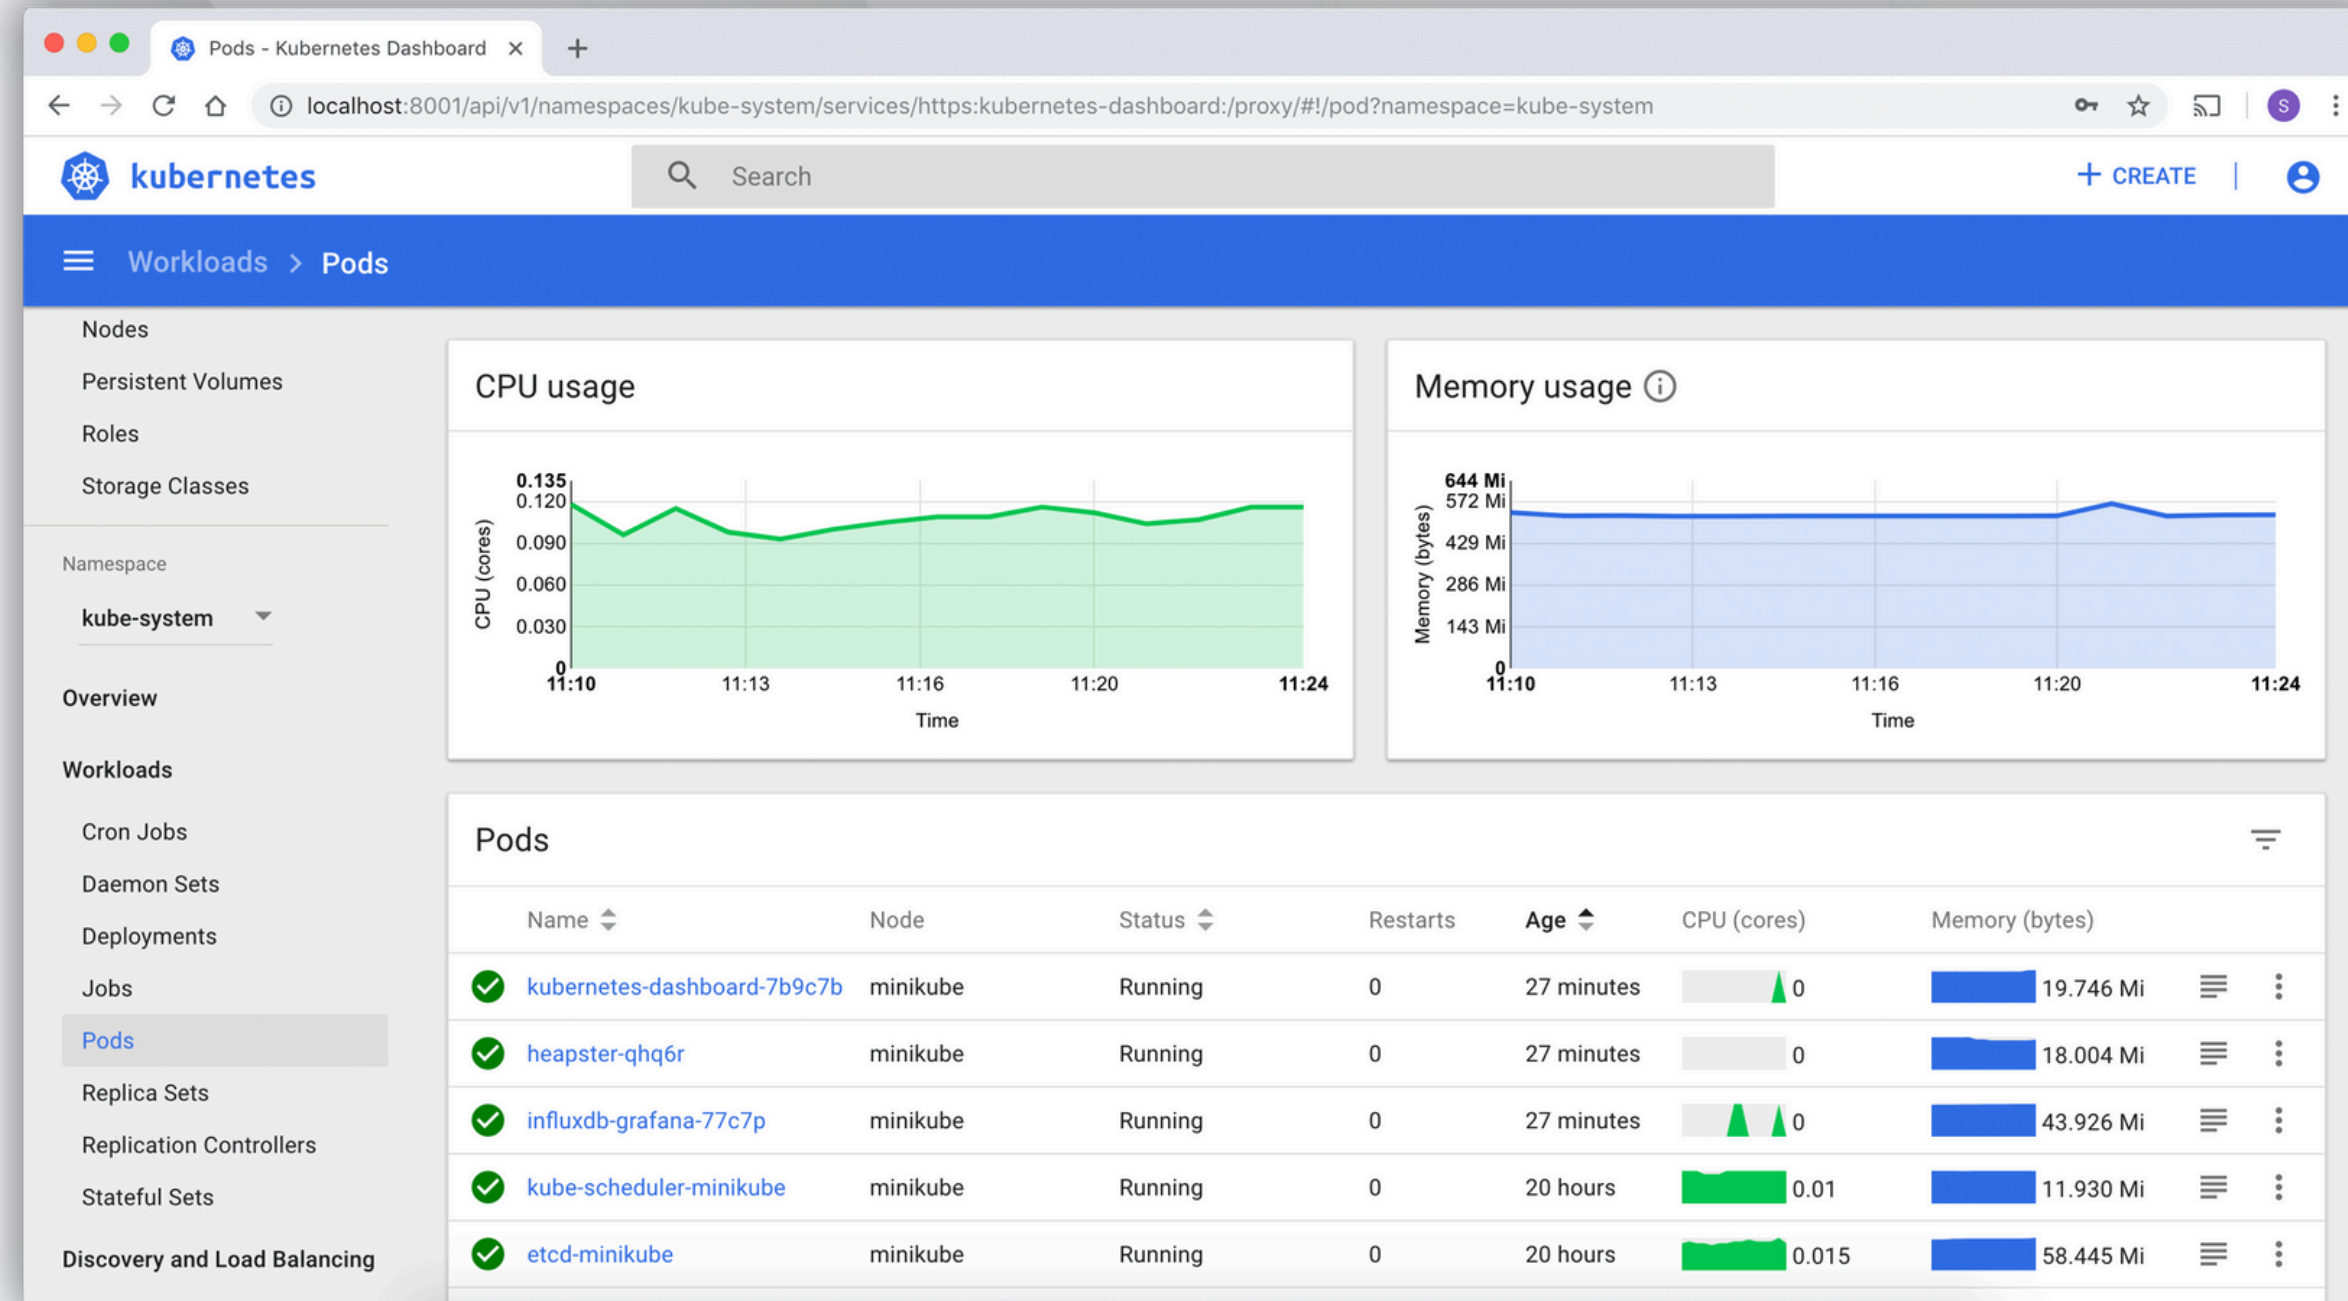 Pods - Kubernetes Dashboard
localhost:8001/api/v1/namespaces/kube-system/services/https:kubernetes-dashboard:/proxy/#!/pod?namespace=kube-system
S
kubernetes
Search
+ CREATE
Workloads > Pods
Nodes
Persistent Volumes
Roles
Storage Classes
Namespace
kube-system
Overview
Workloads
Cron Jobs
Daemon Sets
Deployments
Jobs
Pods
Replica Sets
Replication Controllers
Stateful Sets
Discovery and Load Balancing
CPU usage
CPU (cores)
0.135
0.120
0.090
0.060
0.030
0
11:10 11:13 11:16 11:20 11:24
Time
Memory usage
Memory (bytes)
644 Mi
572 Mi
429 Mi
286 Mi
143 Mi
0
11:10 11:13 11:16 11:20 11:24
Time
Pods
Name Node Status Restarts Age CPU (cores) Memory (bytes)
kubernetes-dashboard-7b9c7b minikube Running 0 27 minutes 0 19.746 Mi
heapster-qhq6r minikube Running 0 27 minutes 0 18.004 Mi
influxdb-grafana-77c7p minikube Running 0 27 minutes 0 43.926 Mi
kube-scheduler-minikube minikube Running 0 20 hours 0.01 11.930 Mi
etcd-minikube minikube Running 0 20 hours 0.015 58.445 Mi